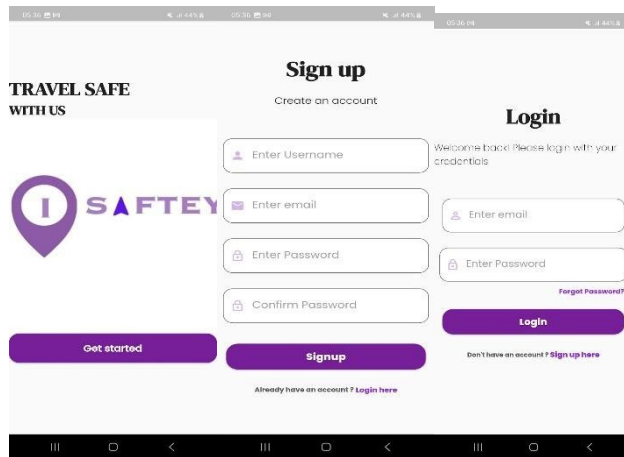 05:36
44%
TRAVEL SAFE
WITH US
I SAFTEY
Get started
05:36
44%
Sign up
Create an account
Enter Username
Enter email
Enter Password
Confirm Password
Signup
Already have an account ? Login here
05:36
44%
Login
Welcome back! Please login with your
credentials
Enter email
Enter Password
Forgot Password?
Login
Don't have an account ? Sign up here